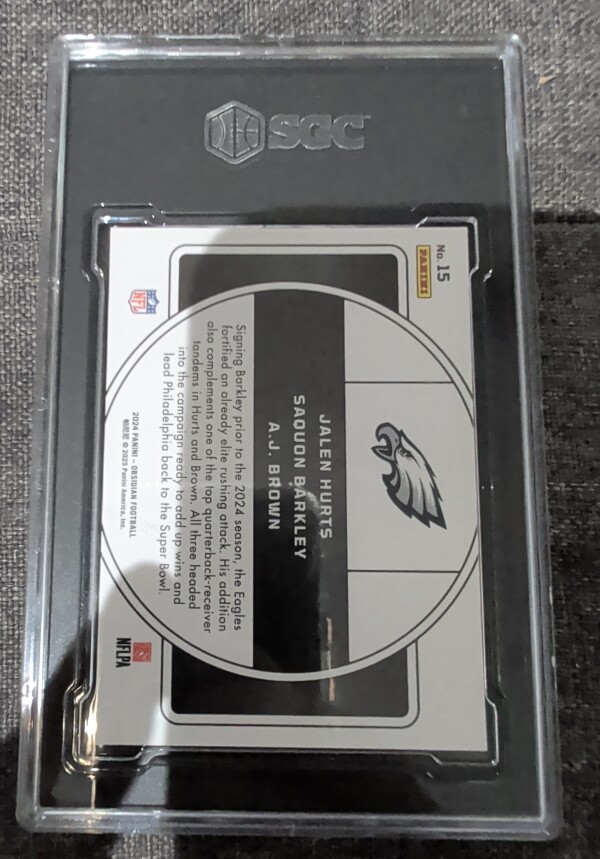 SGC
No. 15
PANINI
JALEN HURTS
SAQUON BARKLEY
A.J. BROWN
Signing Barkley prior to the 2024 season, the Eagles
fortified an already elite rushing attack. His addition
also complements one of the top quarterback-receiver
tandems in Hurts and Brown. All three headed
into the campaign ready to add up wins and
lead Philadelphia back to the Super Bowl.
NFL
2024 PANINI – OBSIDIAN FOOTBALL
帕尼尼 © 2025 Panini America, Inc.
NFLPA